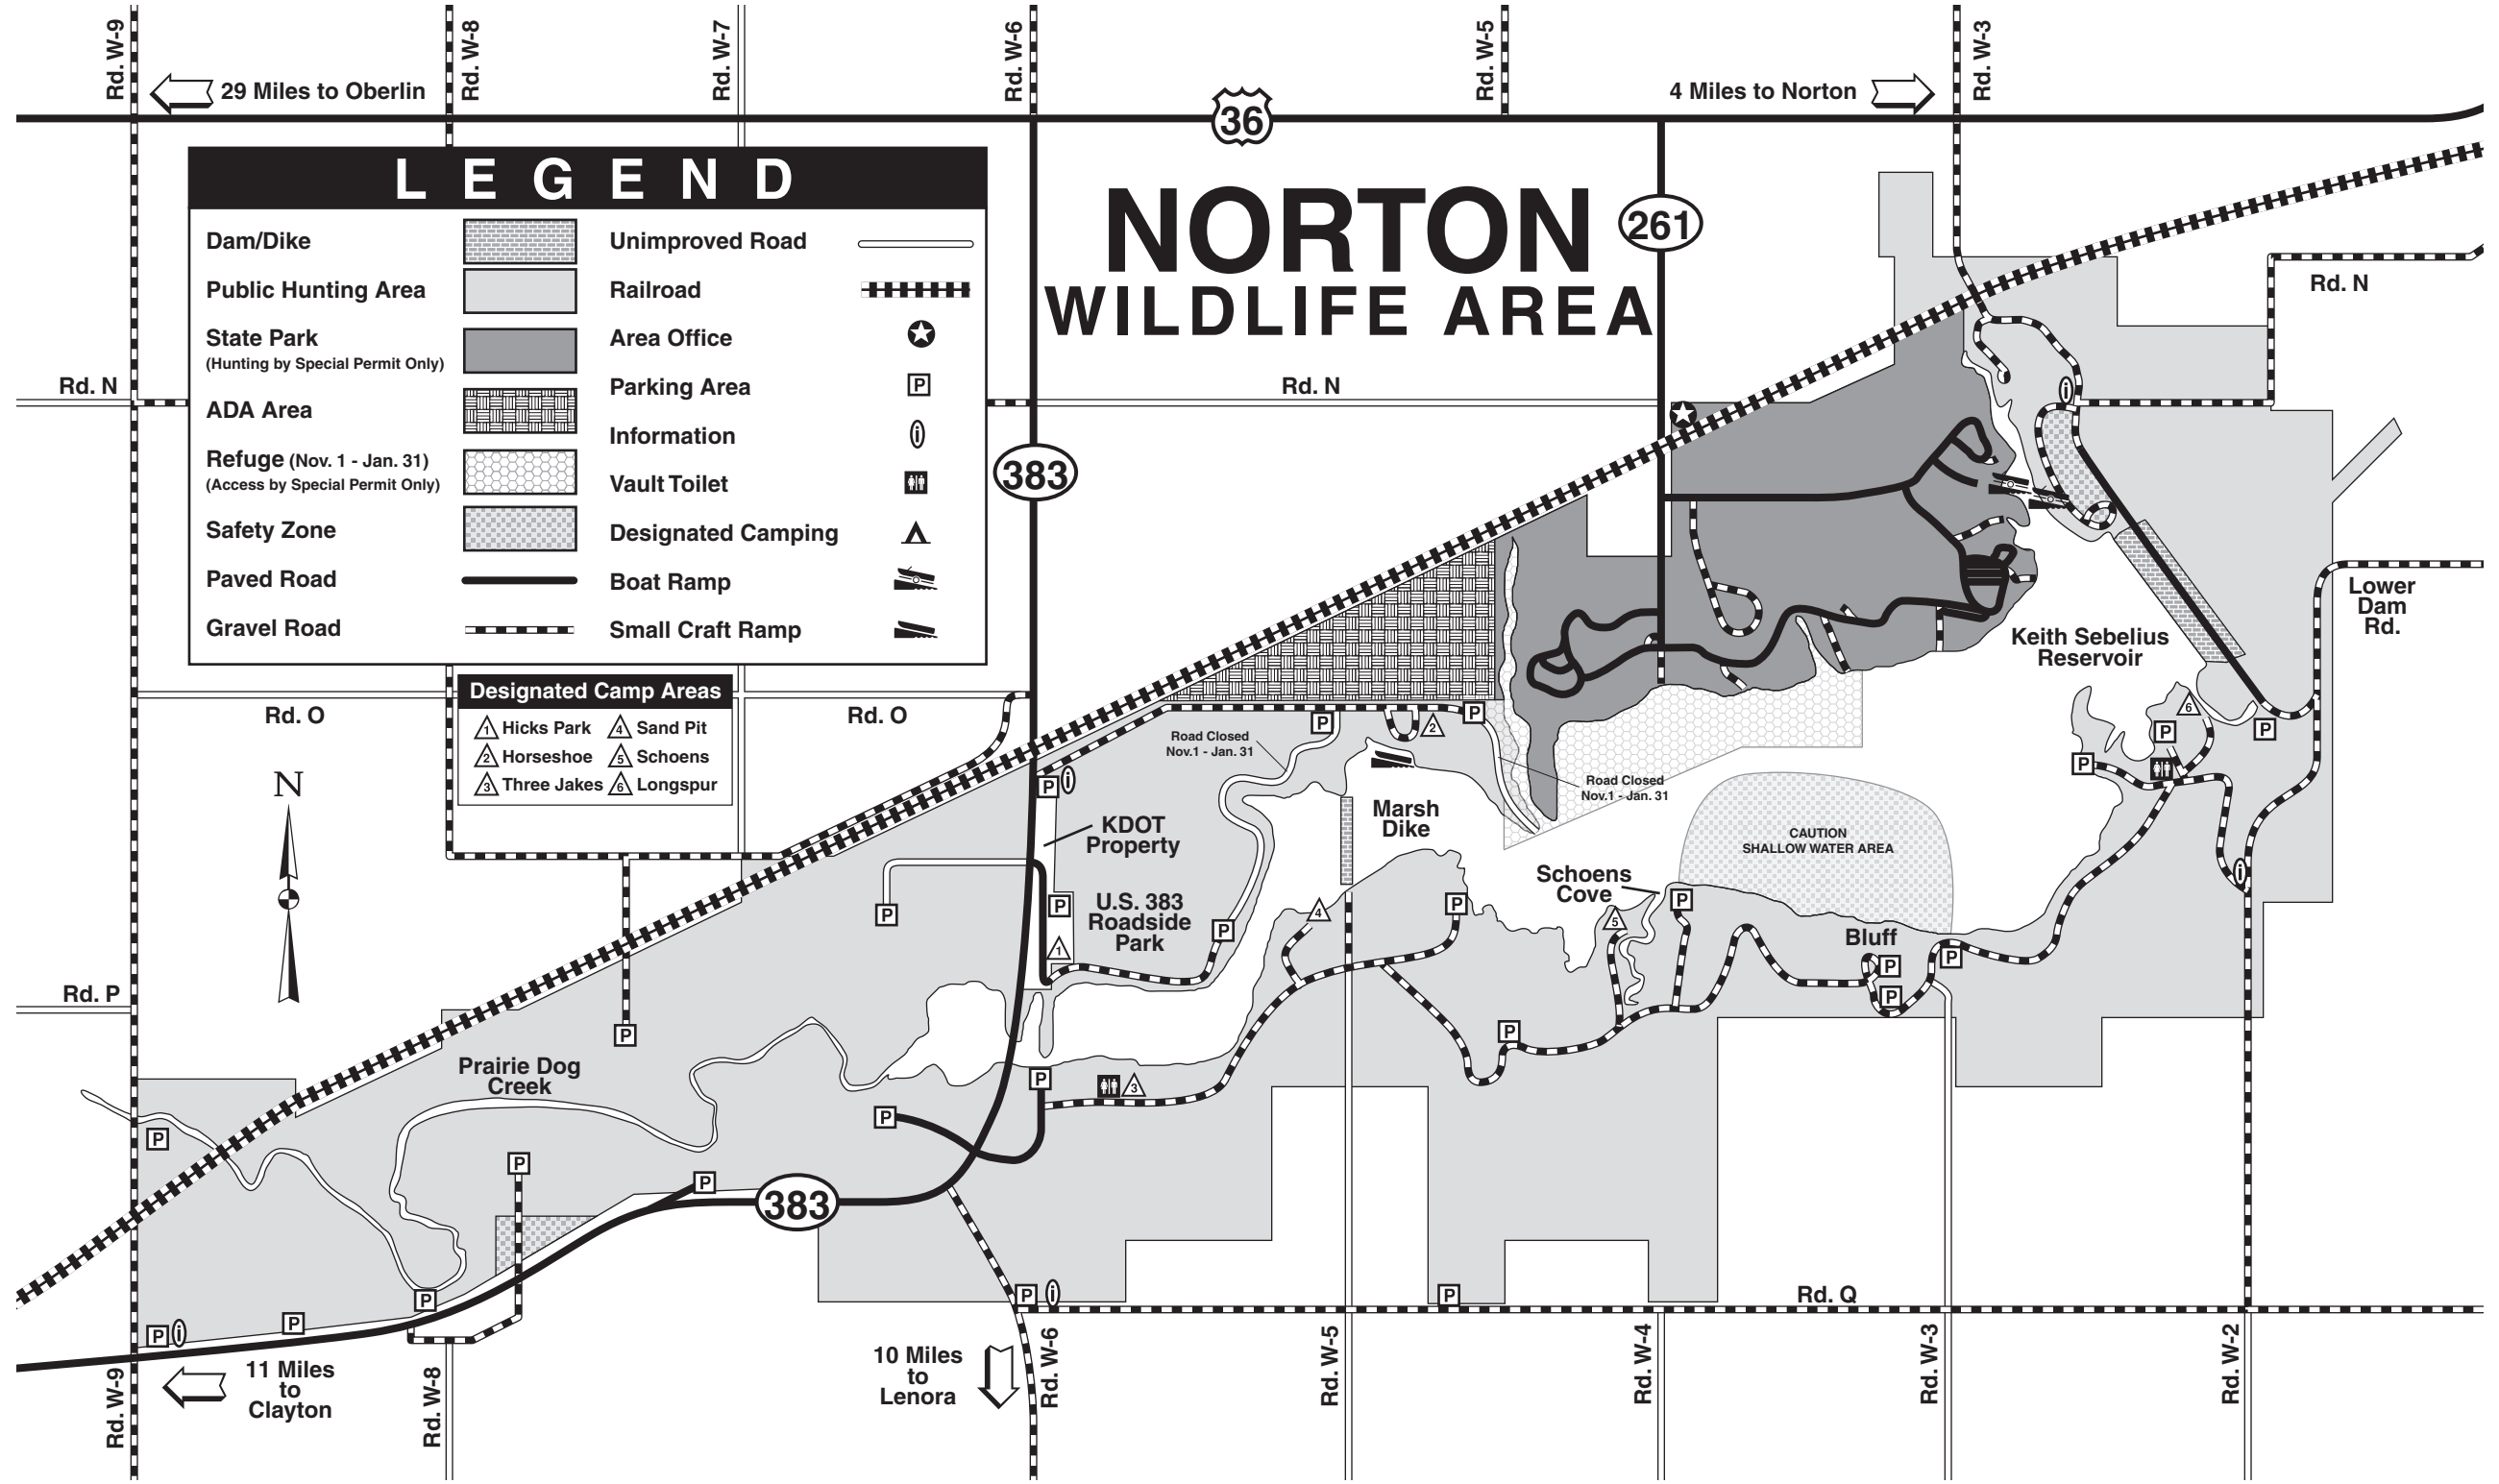 Rd. W-9
Rd. W-8
Rd. W-7
Rd. W-6
Rd. W-5
Rd. W-3
29 Miles to Oberlin
4 Miles to Norton
36
LEGEND
Dam/Dike
Public Hunting Area
State Park
(Hunting by Special Permit Only)
ADA Area
Refuge (Nov. 1 - Jan. 31)
(Access by Special Permit Only)
Safety Zone
Paved Road
Gravel Road
Unimproved Road
Railroad
Area Office
Parking Area
P
Information
i
Vault Toilet
Designated Camping
Boat Ramp
Small Craft Ramp
NORTON
WILDLIFE AREA
261
Rd. N
Rd. N
Rd. N
383
i
Lower
Dam
Rd.
Keith Sebelius
Reservoir
Rd. O
Rd. O
Designated Camp Areas
1 Hicks Park
4 Sand Pit
2 Horseshoe
5 Schoens
3 Three Jakes
6 Longspur
N
Road Closed
Nov.1 - Jan. 31
P
2
P
6
P
P
P
Road Closed
Nov.1 - Jan. 31
P
i
Marsh
Dike
KDOT
Property
CAUTION
SHALLOW WATER AREA
i
Schoens
Cove
P
P
U.S. 383
Roadside
Park
1
P
4
P
5
P
Bluff
P
P
P
Rd. P
P
P
Prairie Dog
Creek
P
3
P
P
P
P
383
P
i
P
Rd. Q
P
P
P
i
11 Miles
to
Clayton
10 Miles
to
Lenora
Rd. W-9
Rd. W-8
Rd. W-6
Rd. W-5
Rd. W-4
Rd. W-3
Rd. W-2